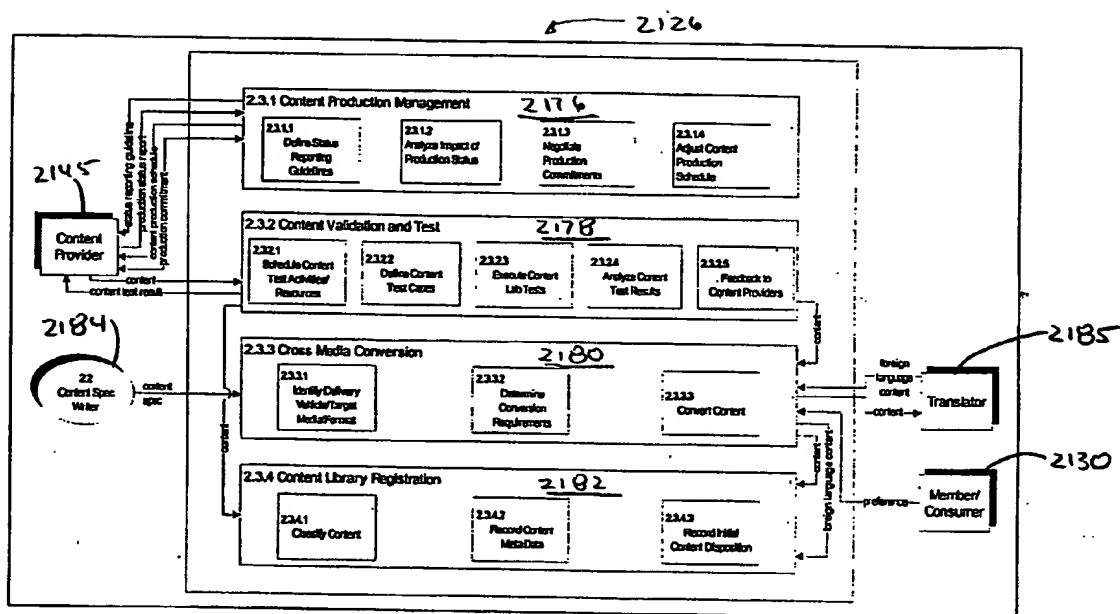 2126
2.3.1 Content Production Management
2176
2.3.1.1
Define Status
Reporting
Guidelines
2.3.1.2
Analyze Impact of
Production Status
2.3.1.3
Negotiate
Production
Commitments
2.3.1.4
Adjust Content
Production
Schedule
status reporting guideline
production status report
content production schedule
production commitment
2145
Content
Provider
content
content test result
2.3.2 Content Validation and Test
2178
2.3.2.1
Schedule Content
Test Activities/
Resources
2.3.2.2
Define Content
Test Cases
2.3.2.3
Execute Content
Lab Tests
2.3.2.4
Analyze Content
Test Results
2.3.2.5
Feedback to
Content Providers
content
2184
2.2
Content Spec
Writer
content
spec
2.3.3 Cross Media Conversion
2180
2.3.3.1
Identify Delivery
Vehicle/Target
Media/Format
2.3.3.2
Determine
Conversion
Requirements
2.3.3.3
Convert Content
foreign
language
content
content
2185
Translator
content
content
foreign language content
2.3.4 Content Library Registration
2182
2.3.4.1
Classify Content
2.3.4.2
Record Content
MetaData
2.3.4.3
Record Initial
Content Disposition
preference
2130
Member/
Consumer